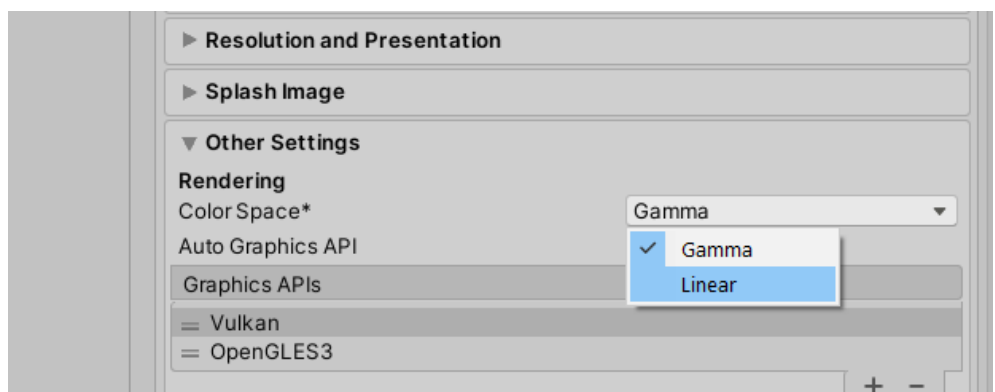 Resolution and Presentation
Splash Image
Other Settings
Rendering
Color Space* Gamma
Auto Graphics API Gamma
Graphics APIs Linear
Vulkan
OpenGLES3